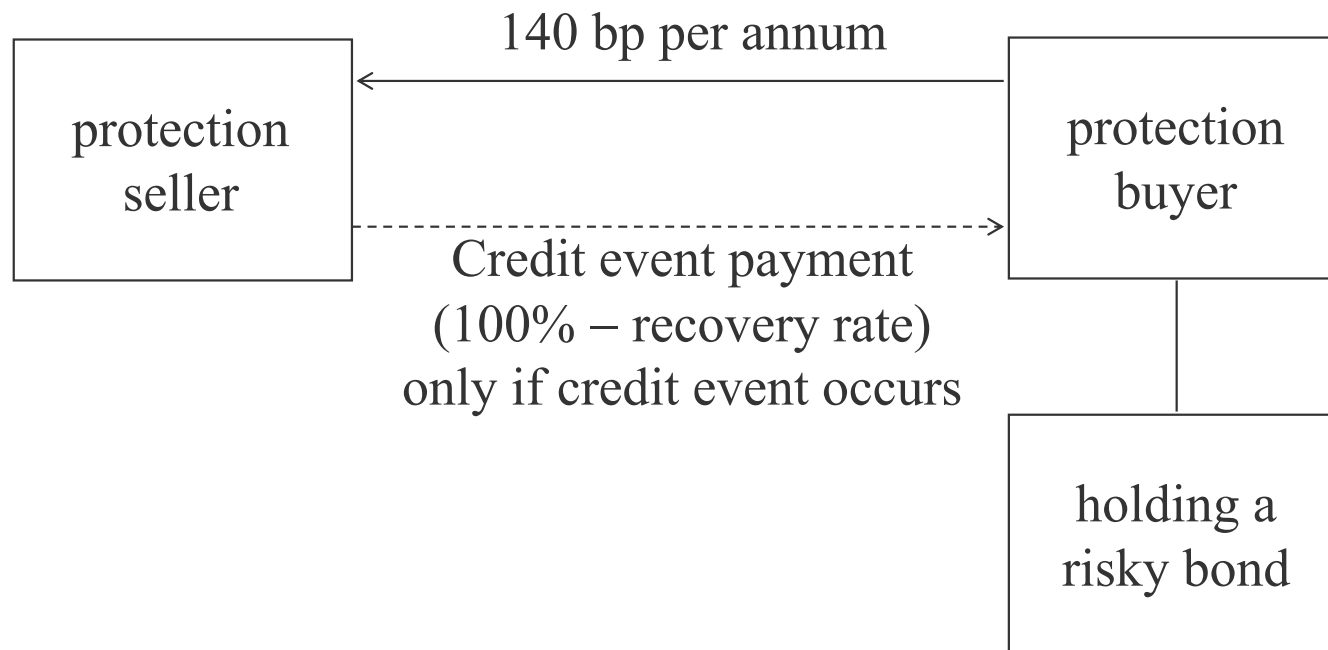 140 bp per annum
protection
seller
protection
buyer
Credit event payment
(100% – recovery rate)
only if credit event occurs
holding a
risky bond